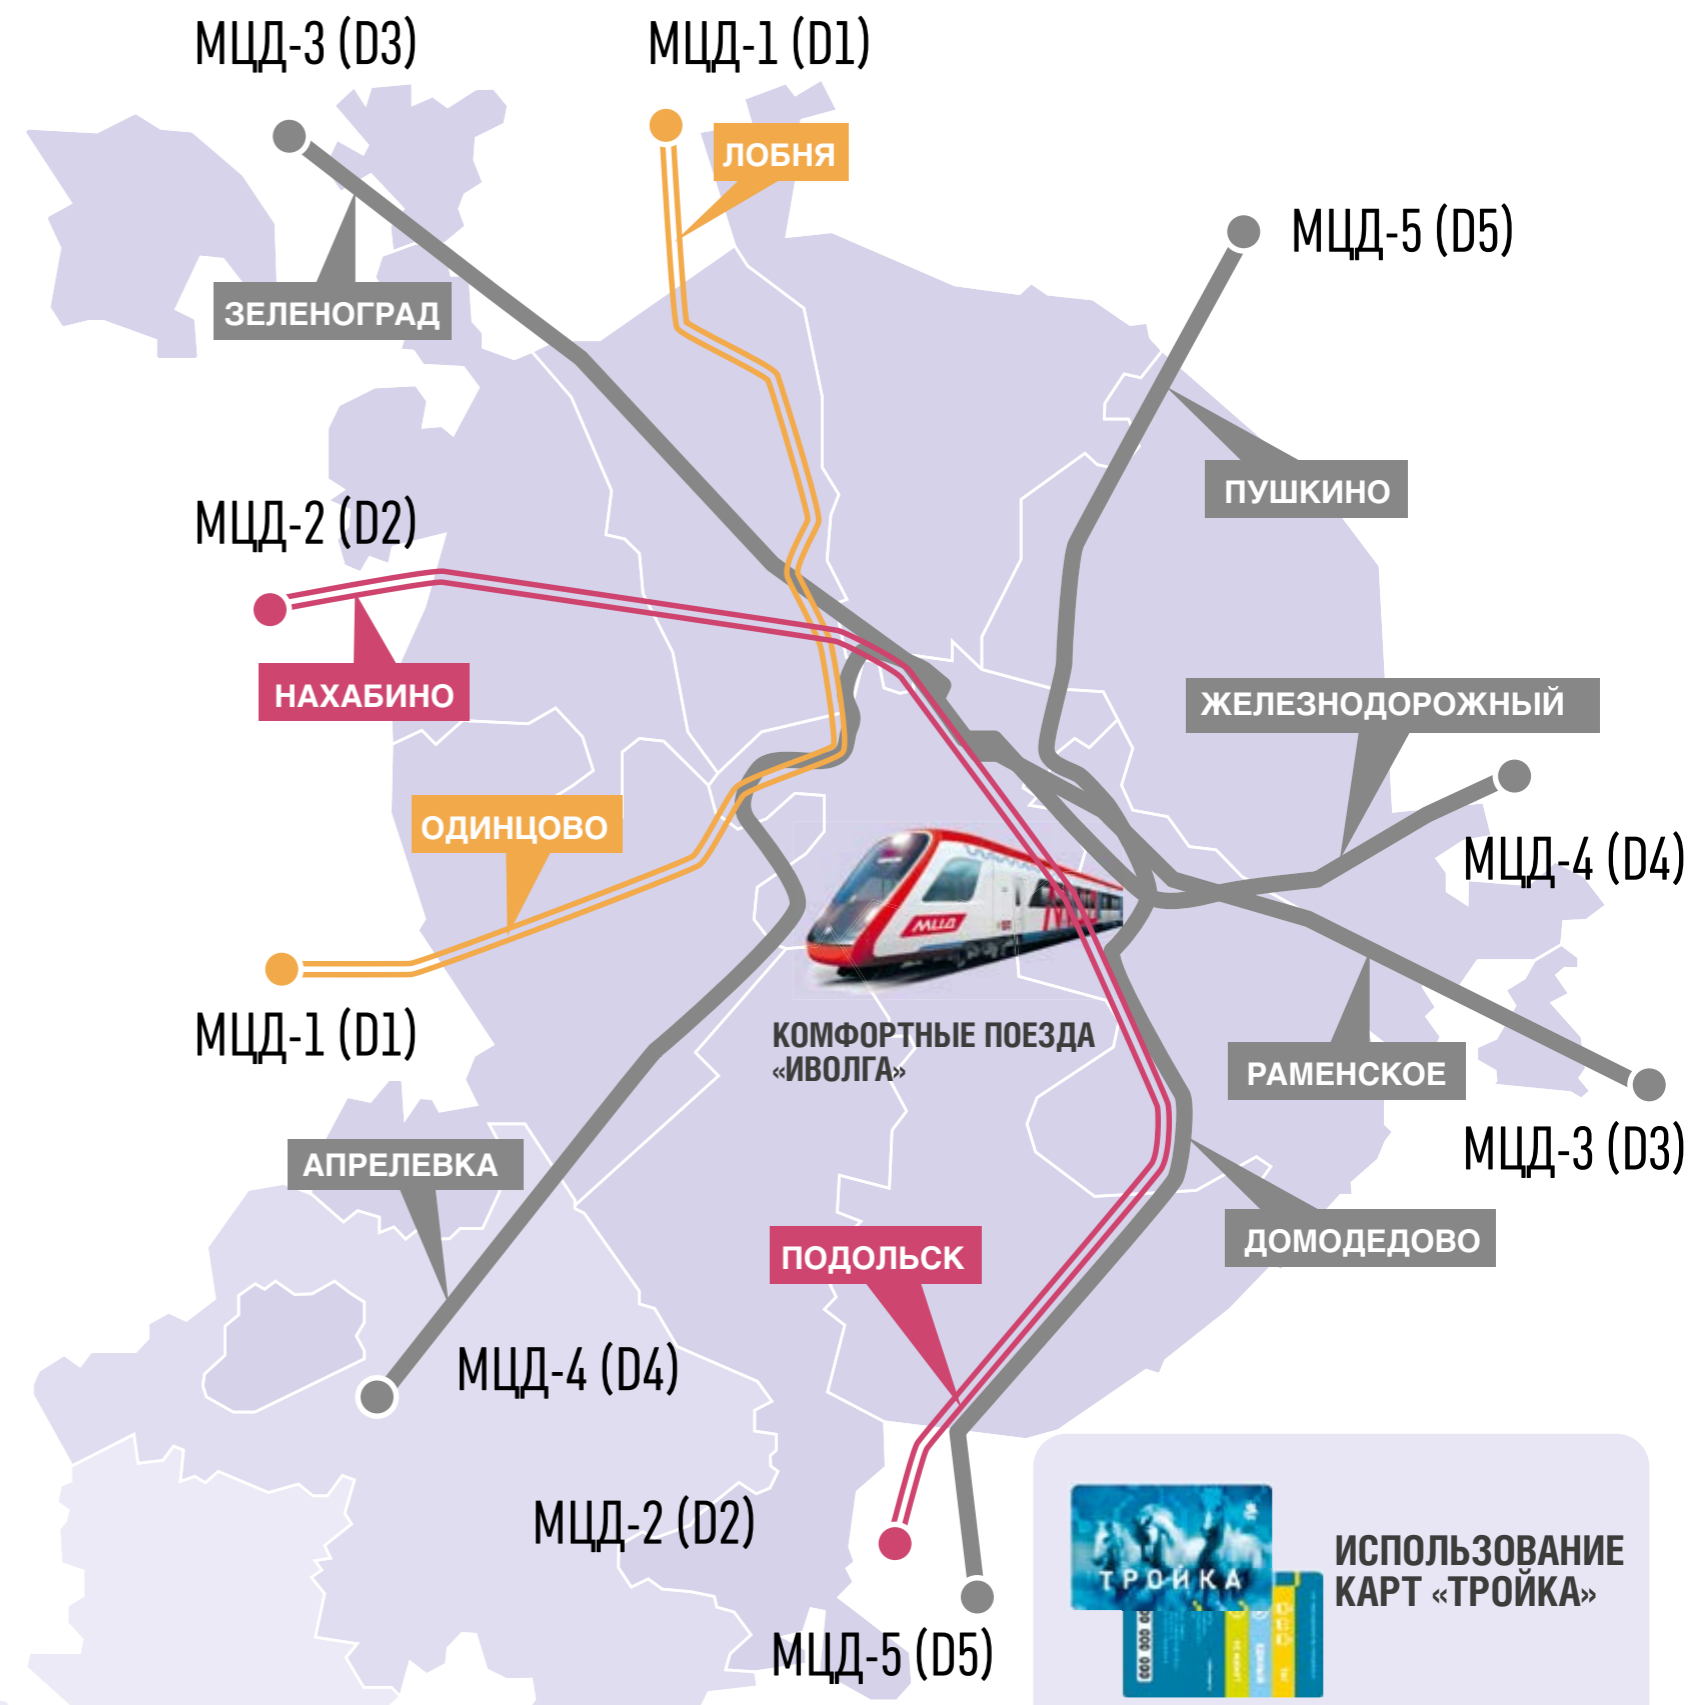 МЦД-3 (D3)
МЦД-1 (D1)
ЛОБНЯ
МЦД-5 (D5)
ЗЕЛЕНОГРАД
ПУШКИНО
МЦД-2 (D2)
НАХАБИНО
ЖЕЛЕЗНОДОРОЖНЫЙ
ОДИНЦОВО
МЦД-4 (D4)
МЦД
МЦД-1 (D1)
КОМФОРТНЫЕ ПОЕЗДА
«ИВОЛГА»
РАМЕНСКОЕ
МЦД-3 (D3)
АПРЕЛЕВКА
ДОМОДЕДОВО
ПОДОЛЬСК
МЦД-4 (D4)
МЦД-2 (D2)
ТРОЙКА
ИСПОЛЬЗОВАНИЕ
КАРТ «ТРОЙКА»
МЦД-5 (D5)